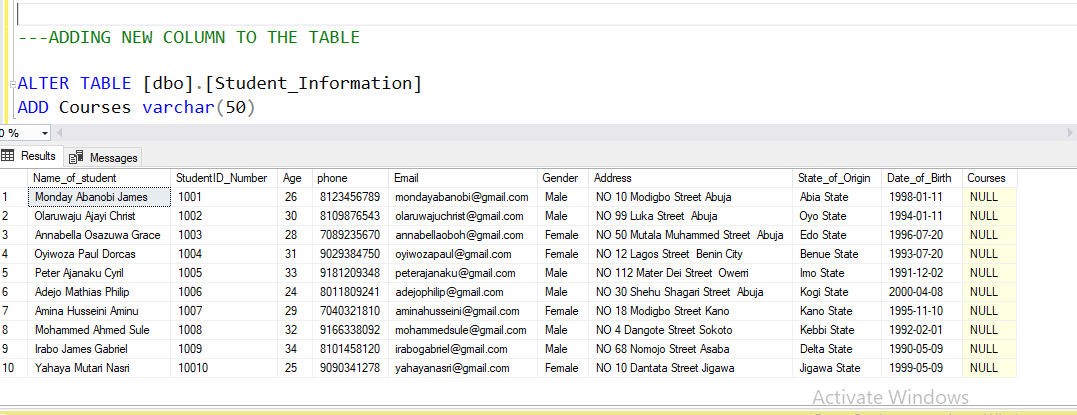 ---ADDING NEW COLUMN TO THE TABLE
ALTER TABLE [dbo].[Student_Information]
ADD Courses varchar(50)
0 %
Results Messages
Name_of_student StudentID_Number Age phone Email Gender Address State_of_Origin Date_of_Birth Courses
1 Monday Abanobi James 1001 26 8123456789 mondayabanobi@gmail.com Male NO 10 Modigbo Street Abuja Abia State 1998-01-11 NULL
2 Olaruwaju Ajayi Christ 1002 30 8109876543 olaruwajuchrist@gmail.com Male NO 99 Luka Street Abuja Oyo State 1994-01-11 NULL
3 Annabella Osazuwa Grace 1003 28 7089235670 annabellaoboh@gmail.com Female NO 50 Mutala Muhammed Street Abuja Edo State 1996-07-20 NULL
4 Oyiwoza Paul Dorcas 1004 31 9029384750 oyiwozapaul@gmail.com Female NO 12 Lagos Street Benin City Benue State 1993-07-20 NULL
5 Peter Ajanaku Cyril 1005 33 9181209348 peterajanaku@gmail.com Male NO 112 Mater Dei Street Owerri Imo State 1991-12-02 NULL
6 Adejo Mathias Philip 1006 24 8011809241 adejophilip@gmail.com Male NO 30 Shehu Shagari Street Abuja Kogi State 2000-04-08 NULL
7 Amina Husseini Aminu 1007 29 7040321810 aminahusseini@gmail.com Female NO 18 Modigbo Street Kano Kano State 1995-11-10 NULL
8 Mohammed Ahmed Sule 1008 32 9166338092 mohammedsule@gmail.com Male NO 4 Dangote Street Sokoto Kebbi State 1992-02-01 NULL
9 Irabo James Gabriel 1009 34 8101458120 irabogabriel@gmail.com Male NO 68 Nomojo Street Asaba Delta State 1990-05-09 NULL
10 Yahaya Mutari Nasri 10010 25 9090341278 yahayanasri@gmail.com Female NO 10 Dantata Street Jigawa Jigawa State 1999-05-09 NULL
Activate Windows